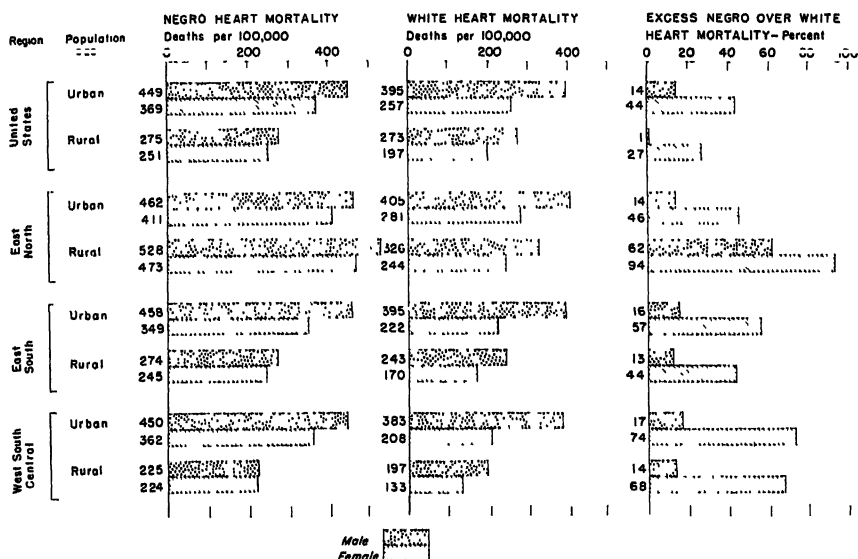 NEGRO HEART MORTALITY WHITE HEART MORTALITY EXCESS NEGRO OVER WHITE
Region Population Deaths per 100,000 Deaths per 100,000 HEART MORTALITY – Percent
0 200 400 0 200 400 0 20 40 60 80 100
United States
Urban 449 395 14
369 257 44
Rural 275 273 1
251 197 27
East North
Urban 462 405 14
411 281 46
Rural 528 326 62
473 244 94
East South
Urban 458 395 16
349 222 57
Rural 274 243 13
245 170 44
West South Central
Urban 450 383 17
362 208 74
Rural 225 197 14
224 133 68
Male
Female